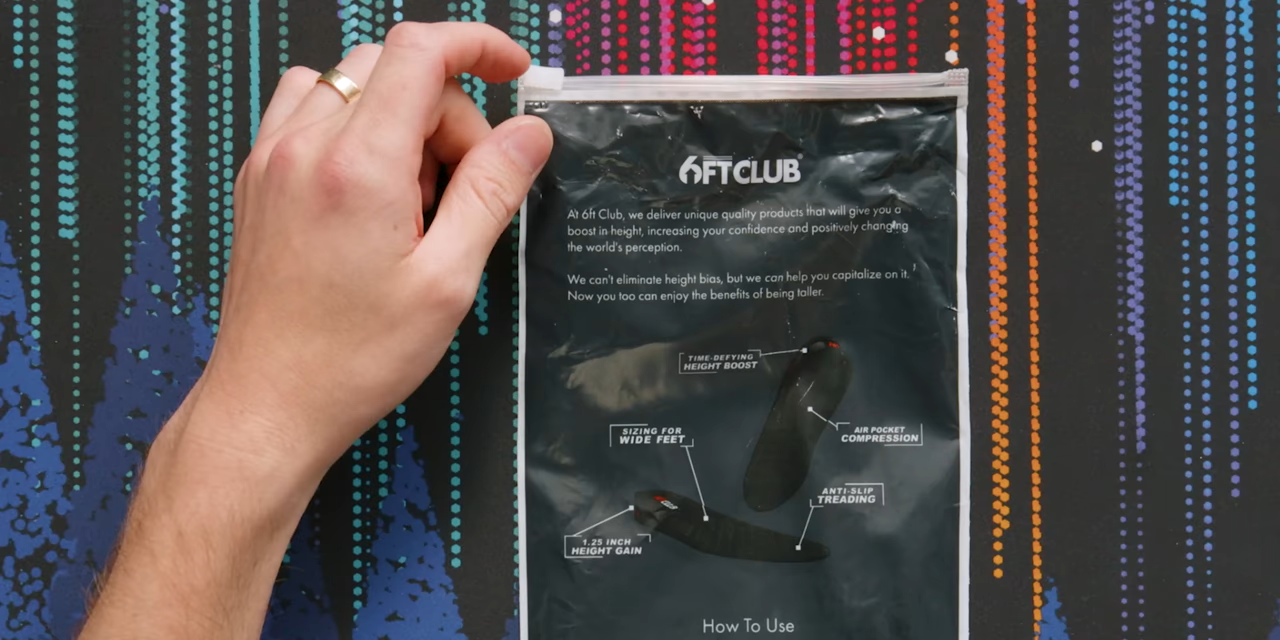 6FTCLUB®
At 6ft Club, we deliver unique quality products that will give you a
boost in height, increasing your confidence and positively changing
the world's perception.
We can't eliminate height bias, but we can help you capitalize on it.
Now you too can enjoy the benefits of being taller.
TIME-DEFYING
HEIGHT BOOST
SIZING FOR
WIDE FEET
AIR POCKET
COMPRESSION
ANTI-SLIP
TREADING
1.25 INCH
HEIGHT GAIN
How To Use